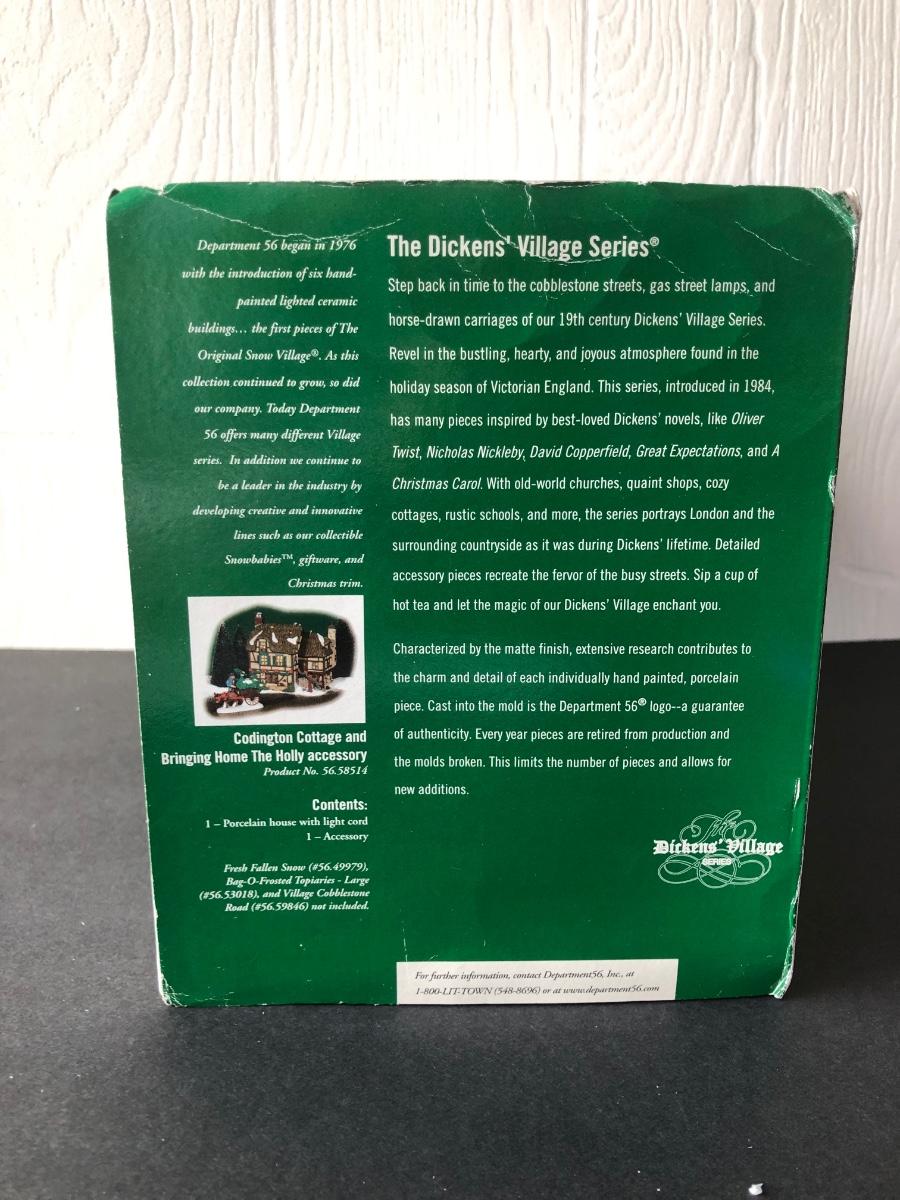 Department 56 began in 1976
with the introduction of six hand-
painted lighted ceramic
buildings... the first pieces of The
Original Snow Village®. As this
collection continued to grow, so did
our company. Today Department
56 offers many different Village
series. In addition we continue to
be a leader in the industry by
developing creative and innovative
lines such as our collectible
Snowbabies™, giftware, and
Christmas trim.
Codington Cottage and
Bringing Home The Holly accessory
Product No. 56.58514
Contents:
1 – Porcelain house with light cord
1 – Accessory
Fresh Fallen Snow (#56.49979),
Bag-O-Frosted Topiaries - Large
(#56.53018), and Village Cobblestone
Road (#56.59846) not included.
The Dickens' Village Series®
Step back in time to the cobblestone streets, gas street lamps, and
horse-drawn carriages of our 19th century Dickens' Village Series.
Revel in the bustling, hearty, and joyous atmosphere found in the
holiday season of Victorian England. This series, introduced in 1984,
has many pieces inspired by best-loved Dickens' novels, like Oliver
Twist, Nicholas Nickleby, David Copperfield, Great Expectations, and A
Christmas Carol. With old-world churches, quaint shops, cozy
cottages, rustic schools, and more, the series portrays London and the
surrounding countryside as it was during Dickens' lifetime. Detailed
accessory pieces recreate the fervor of the busy streets. Sip a cup of
hot tea and let the magic of our Dickens' Village enchant you.
Characterized by the matte finish, extensive research contributes to
the charm and detail of each individually hand painted, porcelain
piece. Cast into the mold is the Department 56® logo--a guarantee
of authenticity. Every year pieces are retired from production and
the molds broken. This limits the number of pieces and allows for
new additions.
The
Dickens' Village
SERIES
For further information, contact Department56, Inc., at
1-800-LIT-TOWN (548-8696) or at www.department56.com